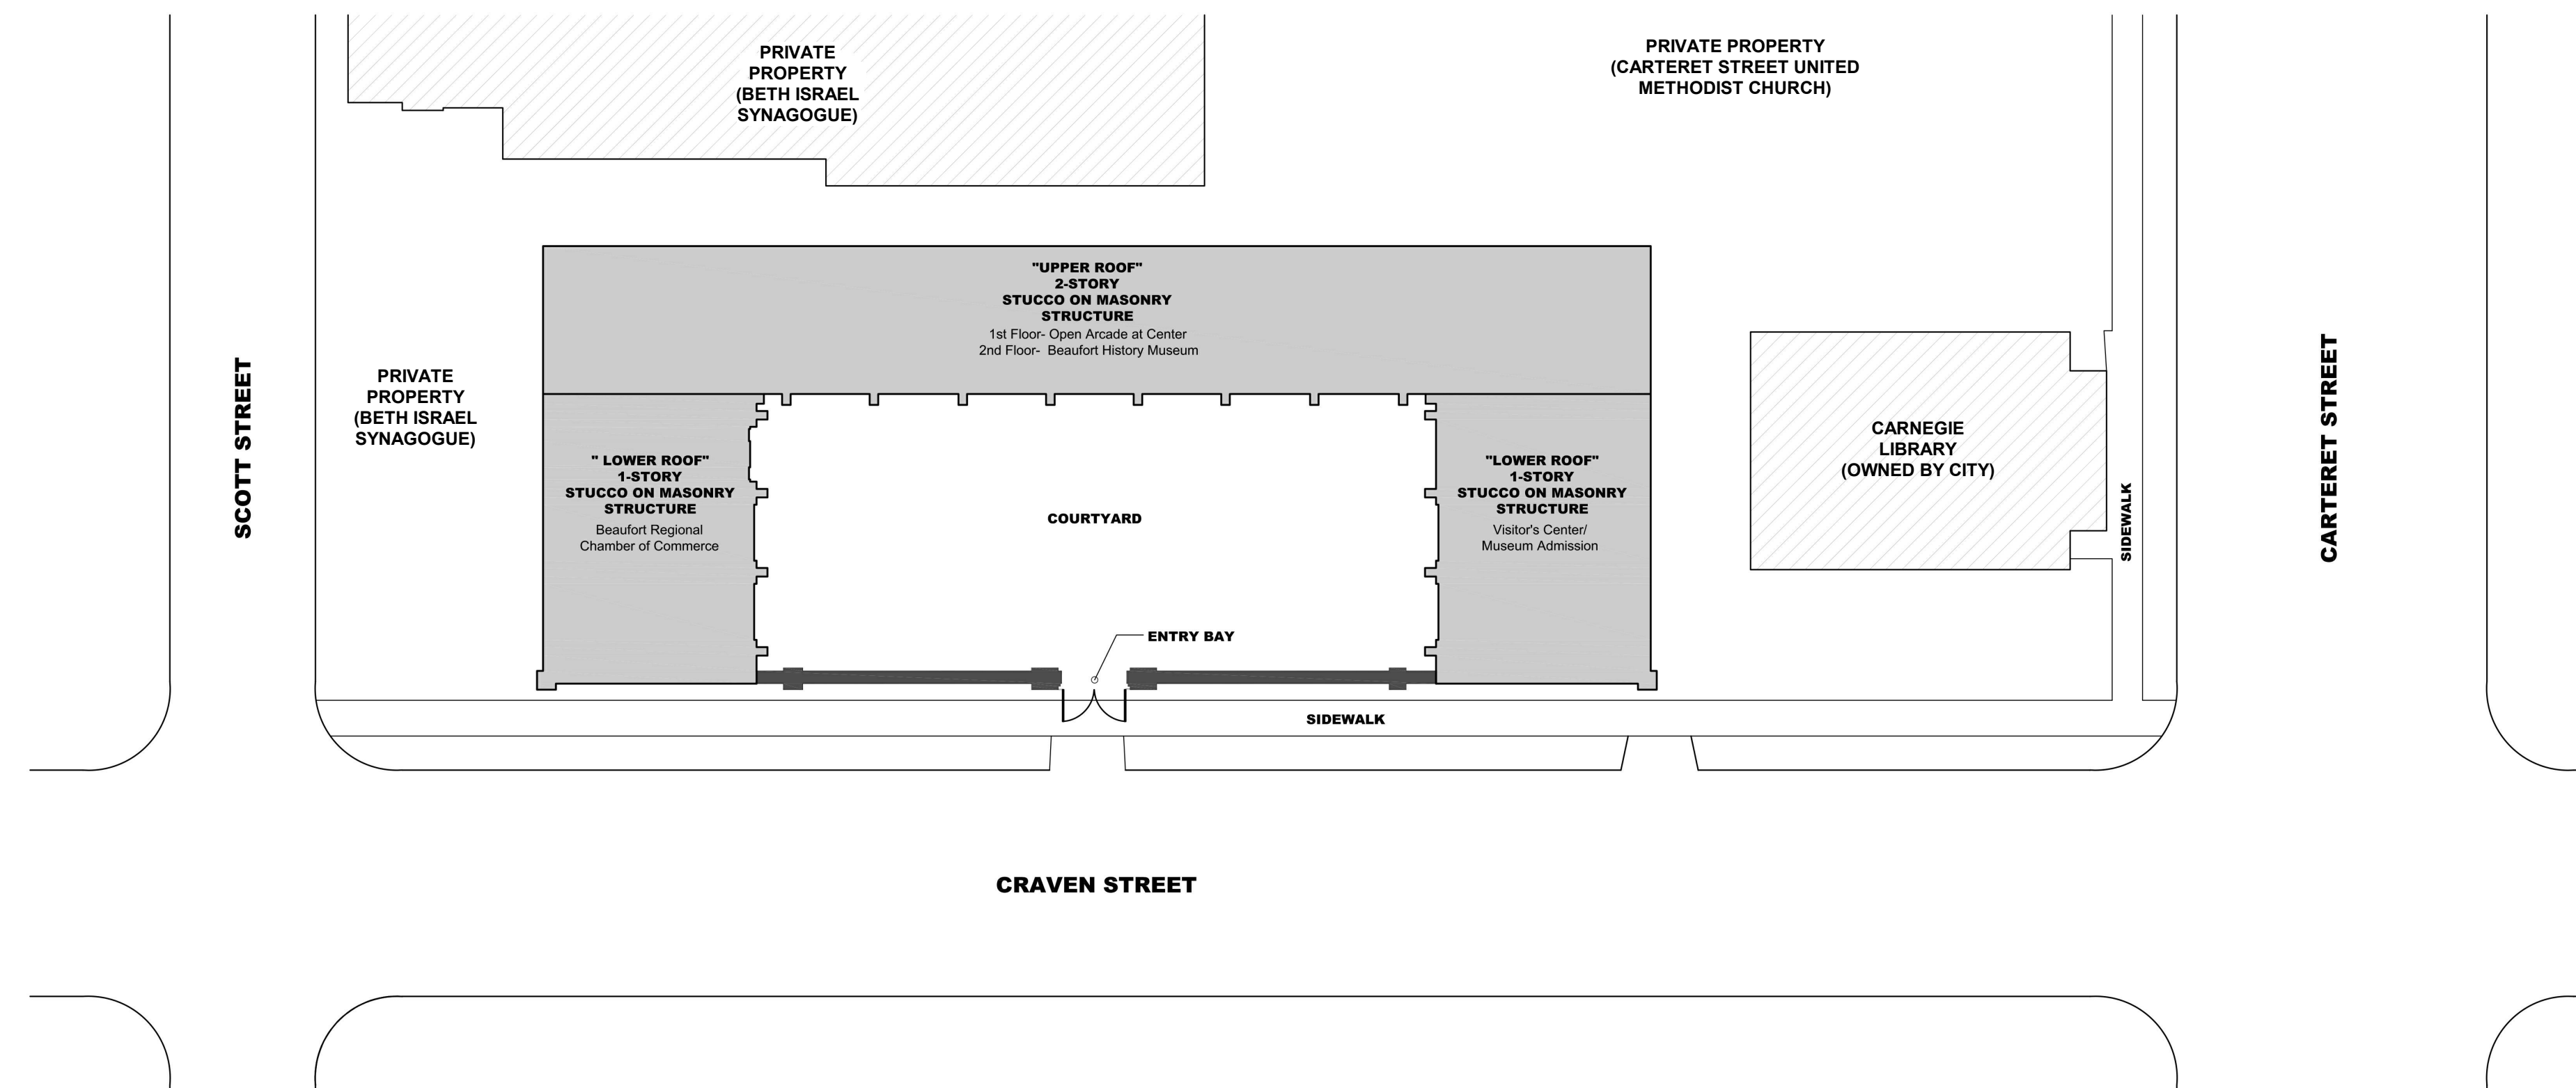 PRIVATE
PROPERTY
(BETH ISRAEL
SYNAGOGUE)
PRIVATE PROPERTY
(CARTERET STREET UNITED
METHODIST CHURCH)
"UPPER ROOF"
2-STORY
STUCCO ON MASONRY
STRUCTURE
1st Floor- Open Arcade at Center
2nd Floor- Beaufort History Museum
SCOTT STREET
PRIVATE
PROPERTY
(BETH ISRAEL
SYNAGOGUE)
" LOWER ROOF"
1-STORY
STUCCO ON MASONRY
STRUCTURE
Beaufort Regional
Chamber of Commerce
COURTYARD
"LOWER ROOF"
1-STORY
STUCCO ON MASONRY
STRUCTURE
Visitor's Center/
Museum Admission
CARNEGIE
LIBRARY
(OWNED BY CITY)
SIDEWALK
CARTERET STREET
ENTRY BAY
SIDEWALK
CRAVEN STREET